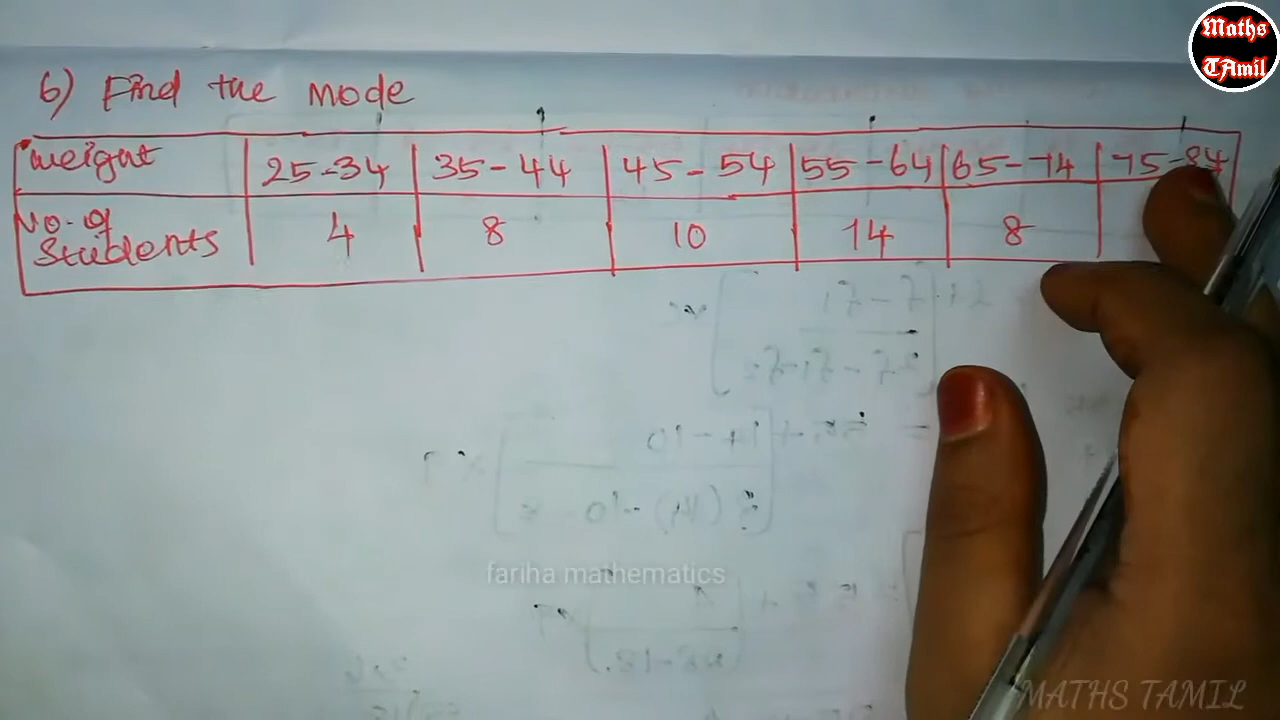 Maths
TAmil
6) Find the mode
Weight 25-34 35-44 45-54 55-64 65-74 75-84
No. of Students 4 8 10 14 8
fariha mathematics
MATHS TAMIL